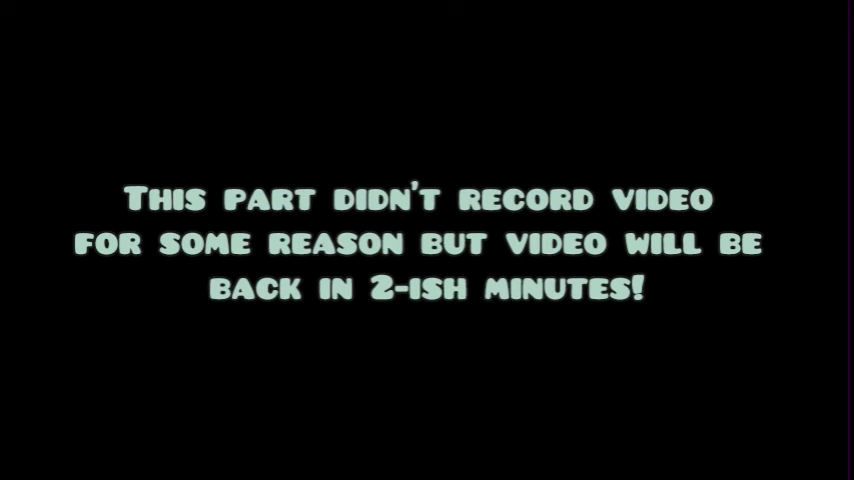 This part didn't record video
for some reason but video will be
back in 2-ish minutes!